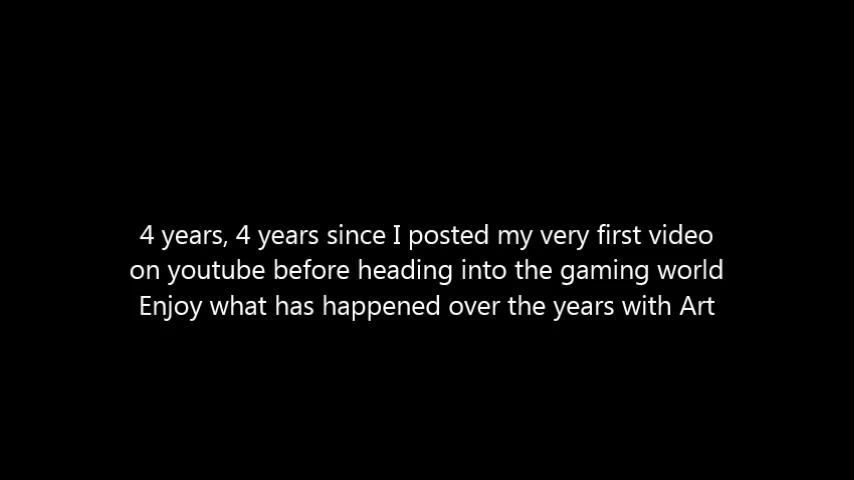 4 years, 4 years since I posted my very first video
on youtube before heading into the gaming world
Enjoy what has happened over the years with Art